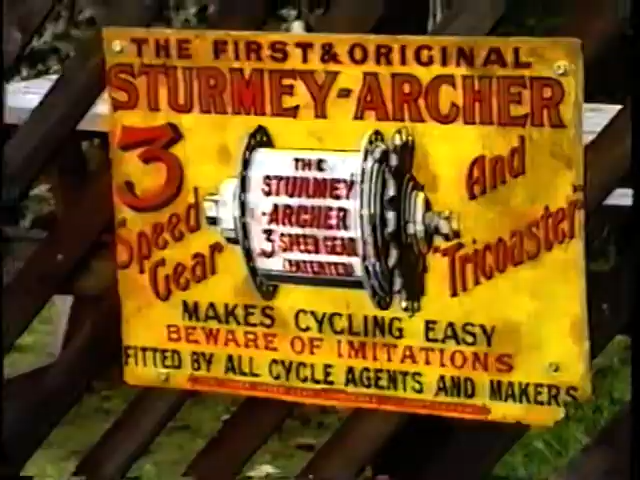 THE FIRST & ORIGINAL
STURMEY-ARCHER
3
Speed
Gear
THE
STURMEY
-ARCHER
3 SPEED GEAR
PATENTED
And
"Tricoaster"
MAKES CYCLING EASY
BEWARE OF IMITATIONS
FITTED BY ALL CYCLE AGENTS AND MAKERS